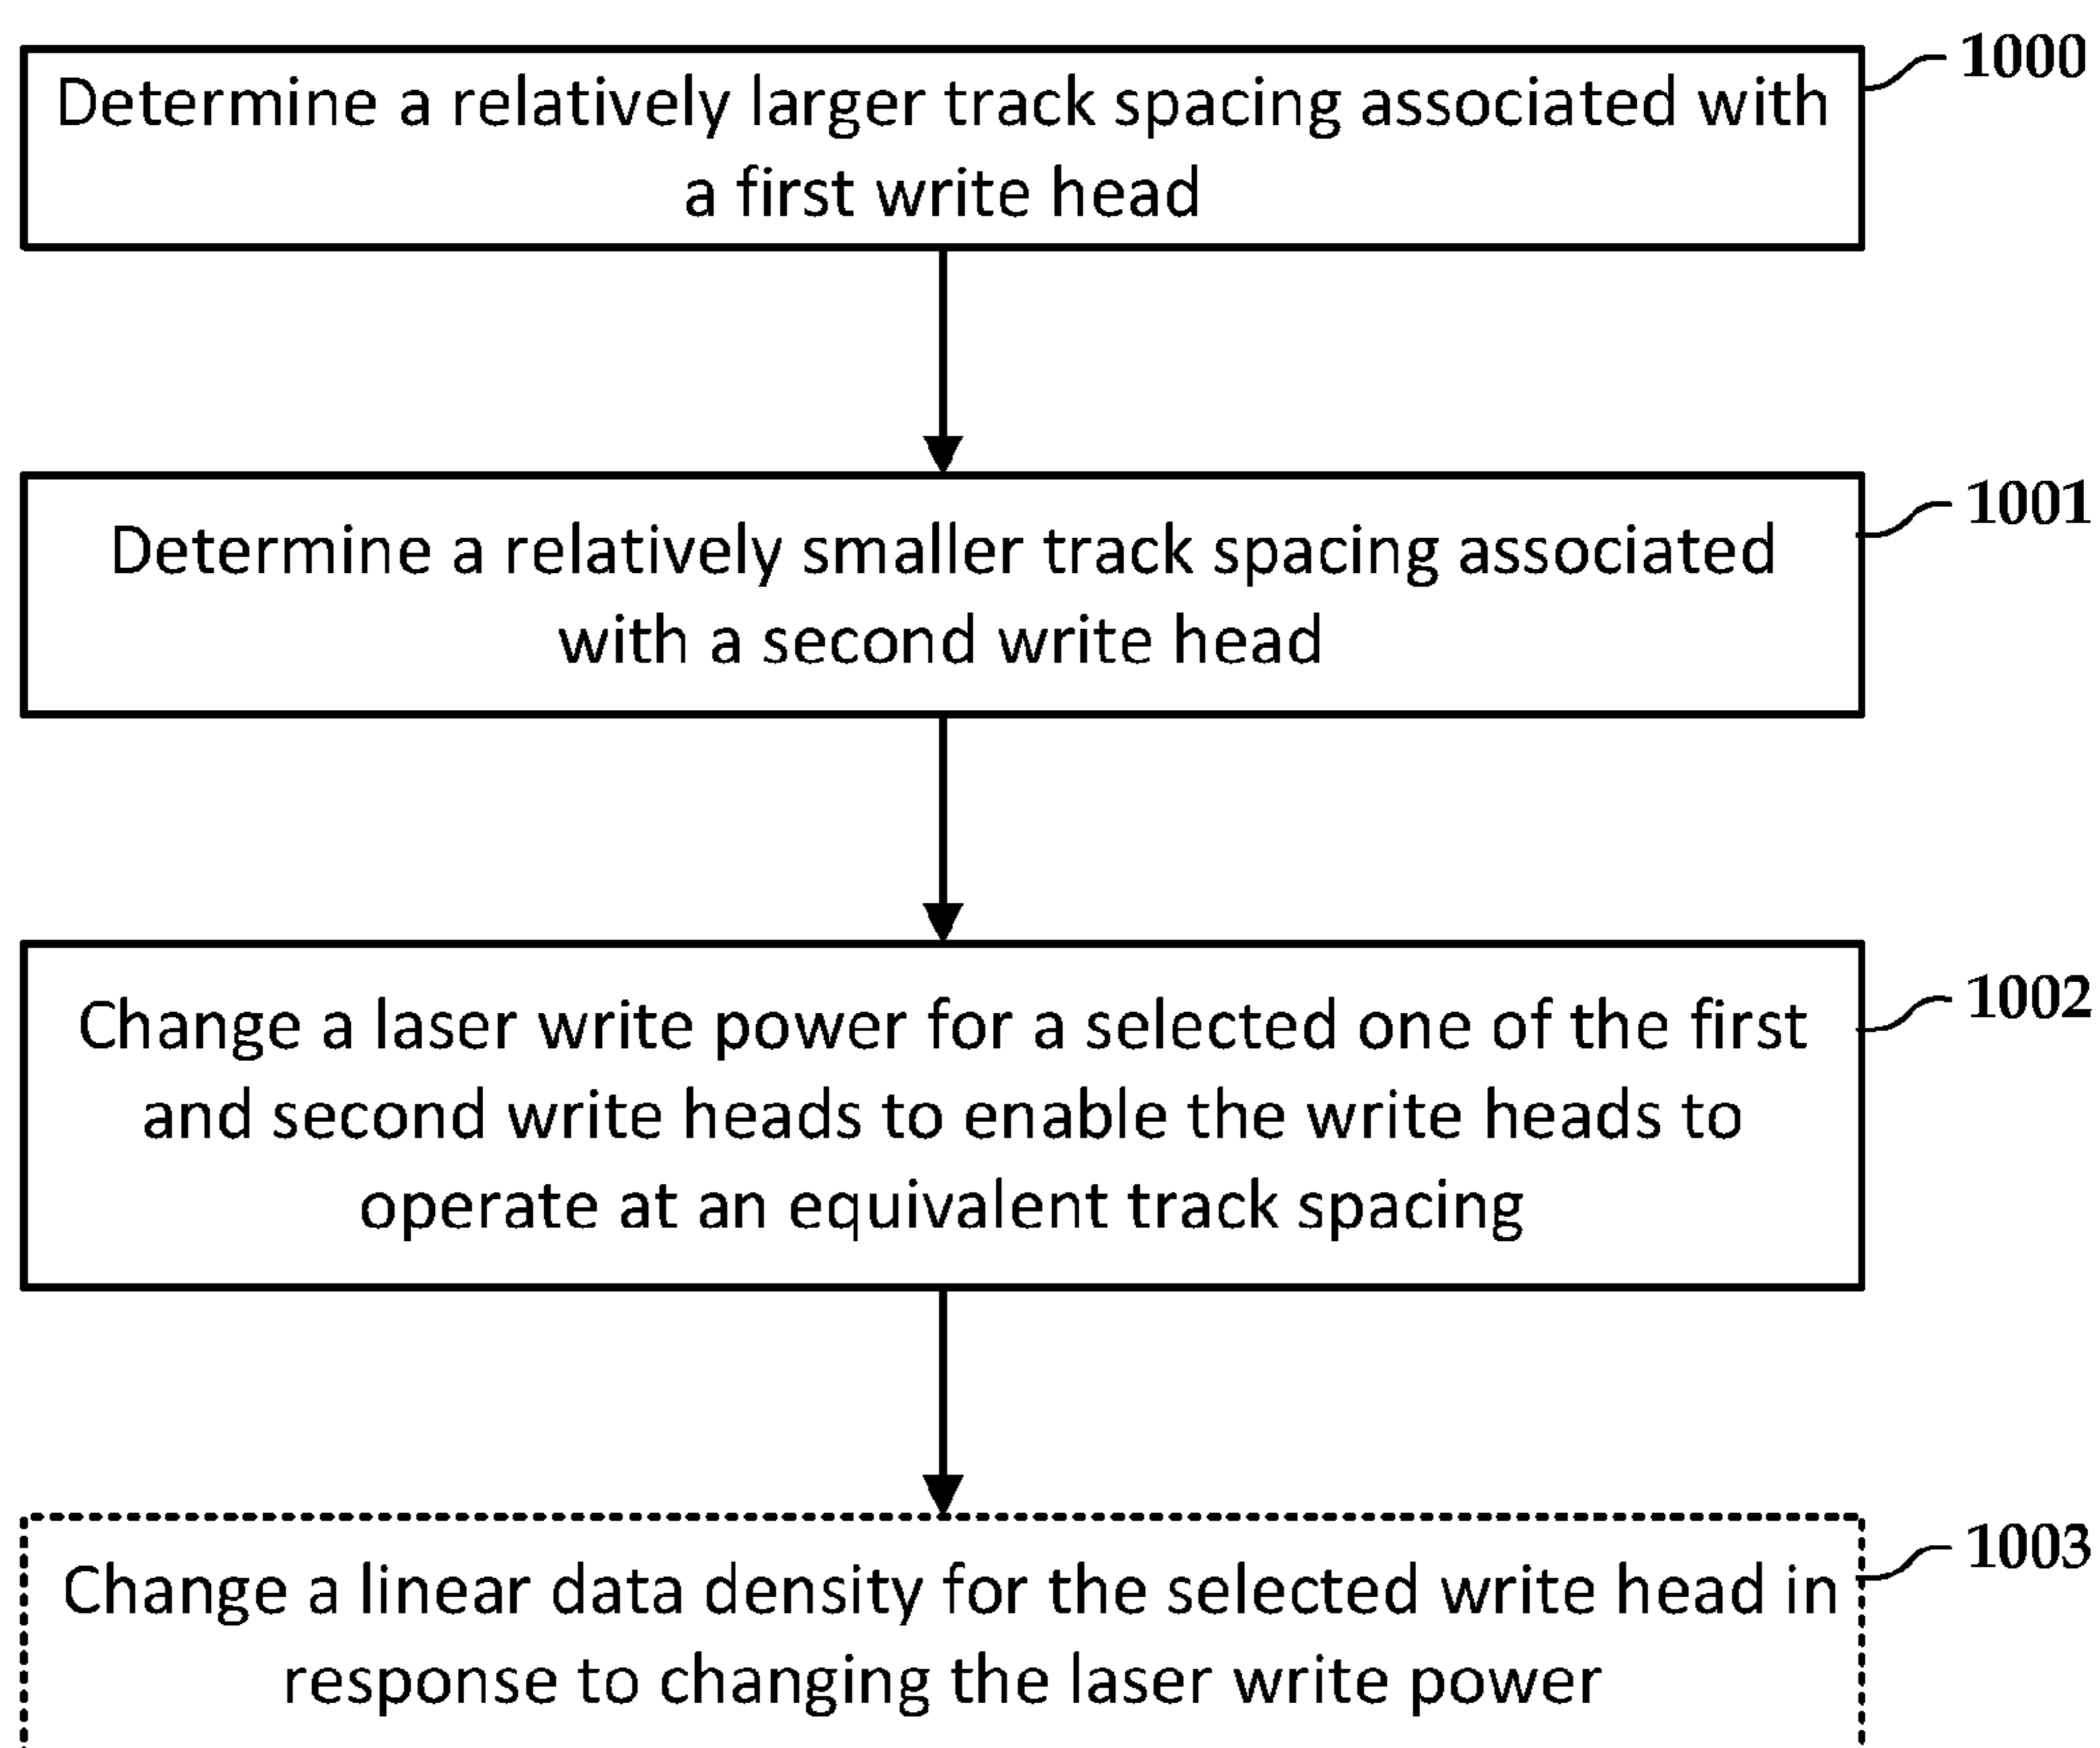 1000
Determine a relatively larger track spacing associated with
a first write head
1001
Determine a relatively smaller track spacing associated
with a second write head
1002
Change a laser write power for a selected one of the first
and second write heads to enable the write heads to
operate at an equivalent track spacing
1003
Change a linear data density for the selected write head in
response to changing the laser write power